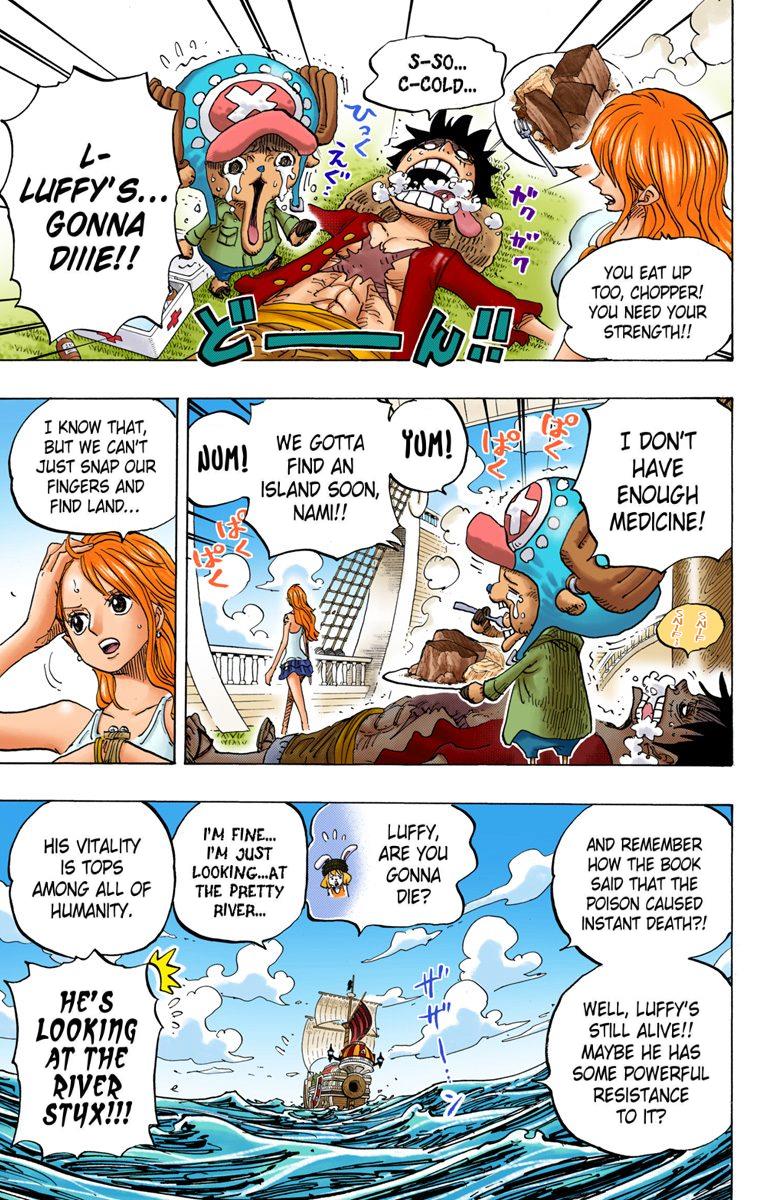 YOU EAT UP
TOO, CHOPPER!
YOU NEED YOUR
STRENGTH!!
S-SO...
C-COLD...
ガク
ガク
ひっく
えぐ…
L-
LUFFY'S...
GONNA
DIIIE!!
どーーん!!
I DON'T
HAVE
ENOUGH
MEDICINE!
SNIF
SNIF!
ぱく
ぱく
YUM!
WE GOTTA
FIND AN
ISLAND SOON,
NAMI!!
NUM!
ぱく
ぱく
I KNOW THAT,
BUT WE CAN'T
JUST SNAP OUR
FINGERS AND
FIND LAND...
AND REMEMBER
HOW THE BOOK
SAID THAT THE
POISON CAUSED
INSTANT DEATH?!
WELL, LUFFY'S
STILL ALIVE!!
MAYBE HE HAS
SOME POWERFUL
RESISTANCE
TO IT?
LUFFY,
ARE YOU
GONNA
DIE?
I'M FINE...
I'M JUST
LOOKING...AT
THE PRETTY
RIVER...
ザザー…ン
HIS VITALITY
IS TOPS
AMONG ALL OF
HUMANITY.
HE'S
LOOKING
AT THE
RIVER
STYX!!!